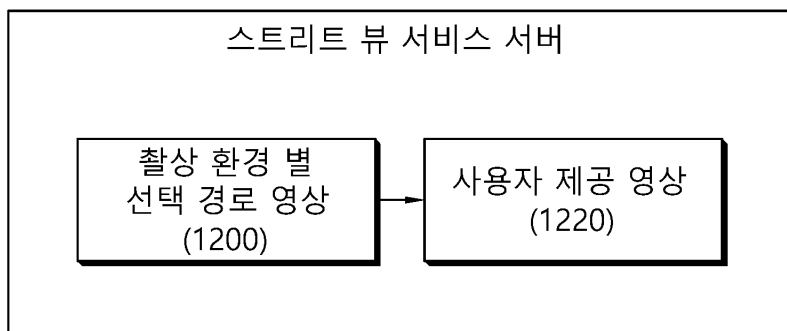 스트리트 뷰 서비스 서버
촬상 환경 별
선택 경로 영상
(1200)
사용자 제공 영상
(1220)